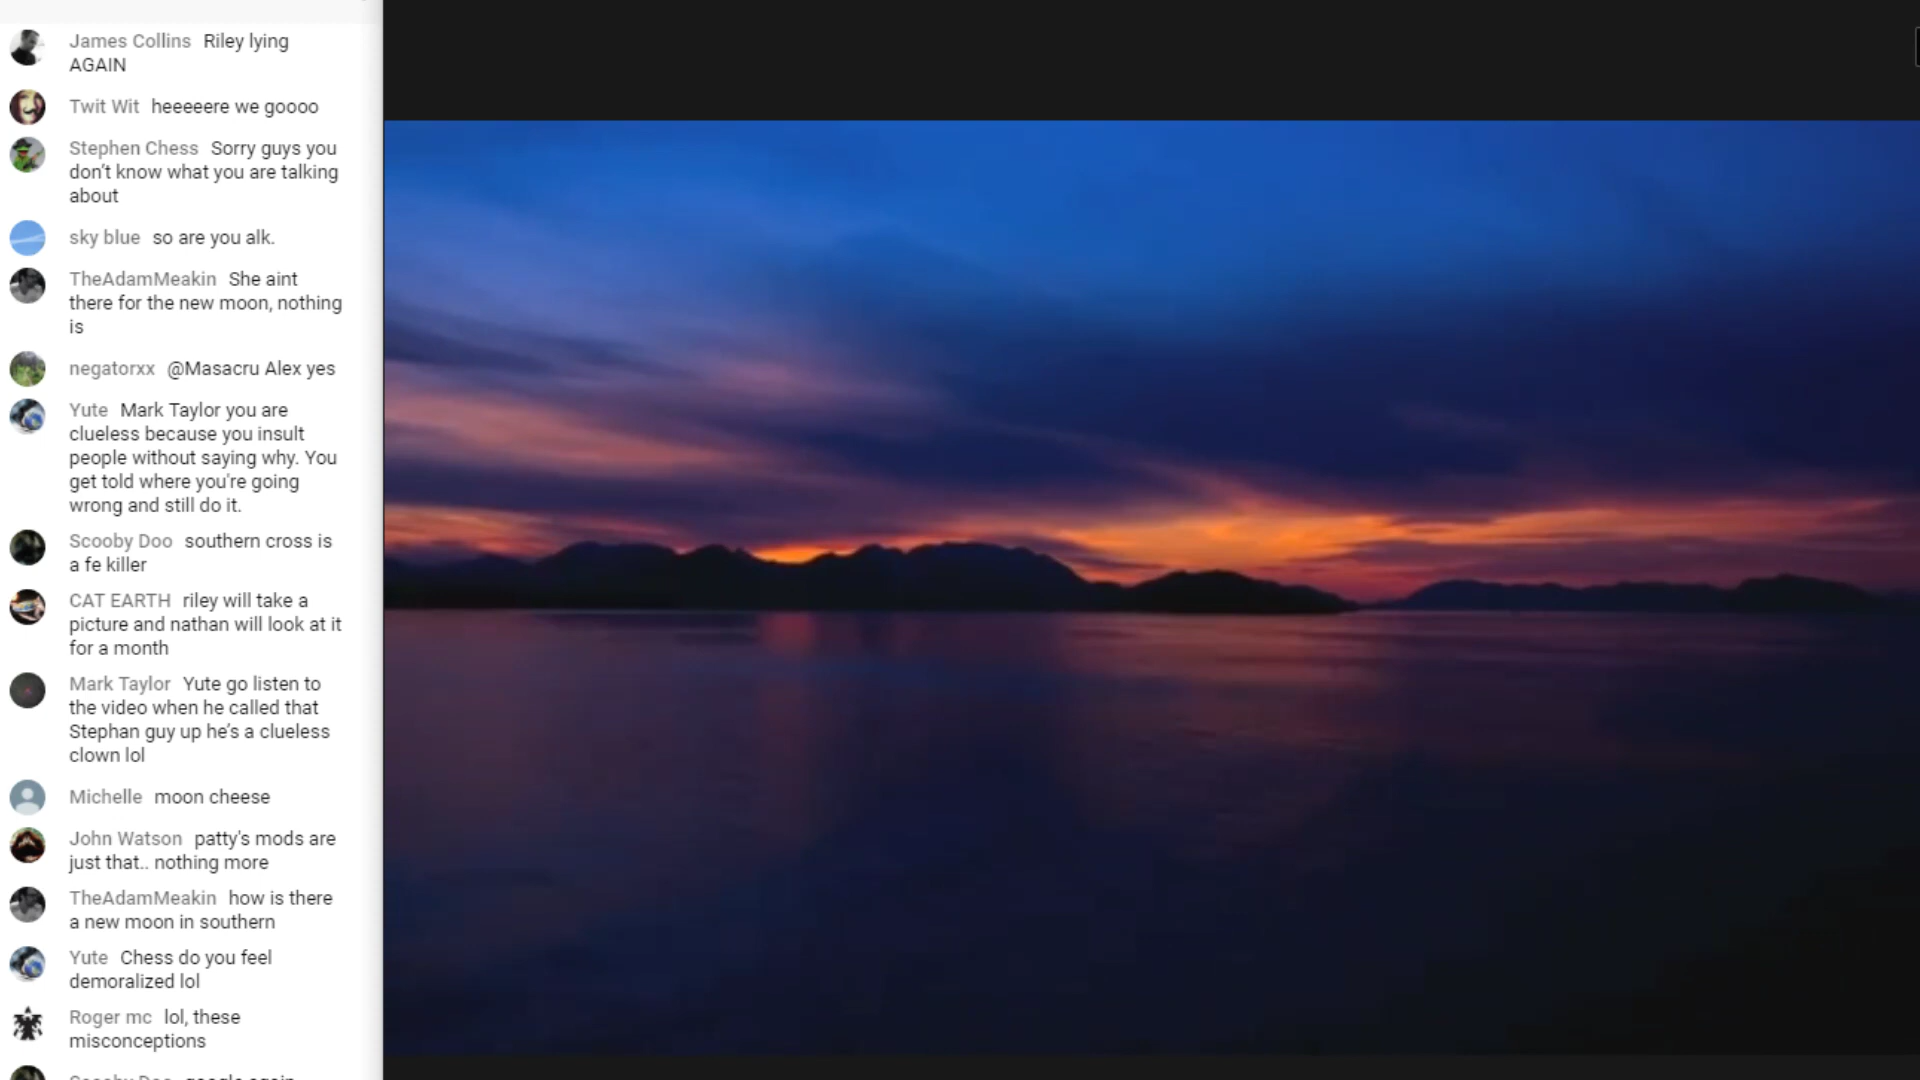 James Collins Riley lying
AGAIN
Twit Wit heeeeere we goooo
Stephen Chess Sorry guys you
don't know what you are talking
about
sky blue so are you alk.
TheAdamMeakin She aint
there for the new moon, nothing
is
negatorxx @Masacru Alex yes
Yute Mark Taylor you are
clueless because you insult
people without saying why. You
get told where you're going
wrong and still do it.
Scooby Doo southern cross is
a fe killer
CAT EARTH riley will take a
picture and nathan will look at it
for a month
Mark Taylor Yute go listen to
the video when he called that
Stephan guy up he's a clueless
clown lol
Michelle moon cheese
John Watson patty's mods are
just that.. nothing more
TheAdamMeakin how is there
a new moon in southern
Yute Chess do you feel
demoralized lol
Roger mc lol, these
misconceptions